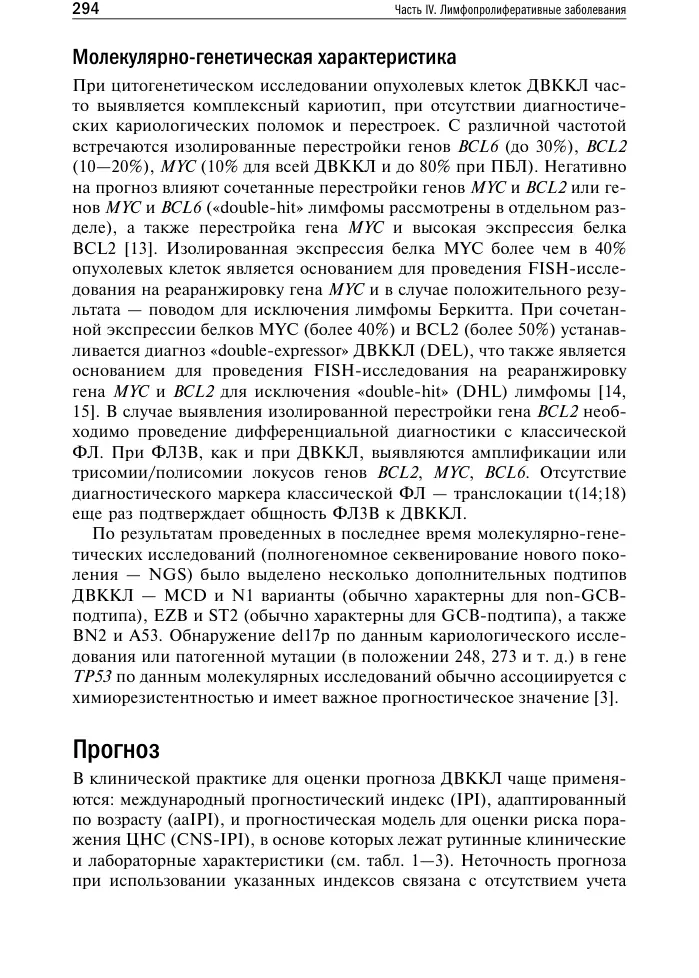 294
Часть IV. Лимфопролиферативные заболевания
Молекулярно-генетическая характеристика
При цитогенетическом исследовании опухолевых клеток ДВККЛ час-
то выявляется комплексный кариотип, при отсутствии диагностиче-
ских кариологических поломок и перестроек. С различной частотой
встречаются изолированные перестройки генов BCL6 (до 30%), BCL2
(10—20%), MYC (10% для всей ДВККЛ и до 80% при ПБЛ). Негативно
на прогноз влияют сочетанные перестройки генов MYC и BCL2 или ге-
нов MYC и BCL6 («double-hit» лимфомы рассмотрены в отдельном раз-
деле), а также перестройка гена MYC и высокая экспрессия белка
BCL2 [13]. Изолированная экспрессия белка MYC более чем в 40%
опухолевых клеток является основанием для проведения FISH-иссле-
дования на реаранжировку гена MYC и в случае положительного резу-
льтата — поводом для исключения лимфомы Беркитта. При сочетан-
ной экспрессии белков MYC (более 40%) и BCL2 (более 50%) устанав-
ливается диагноз «double-expressor» ДВККЛ (DEL), что также является
основанием для проведения FISH-исследования на реаранжировку
гена MYC и BCL2 для исключения «double-hit» (DHL) лимфомы [14,
15]. В случае выявления изолированной перестройки гена BCL2 необ-
ходимо проведение дифференциальной диагностики с классической
ФЛ. При ФЛ3В, как и при ДВККЛ, выявляются амплификации или
трисомии/полисомии локусов генов BCL2, MYC, BCL6. Отсутствие
диагностического маркера классической ФЛ — транслокации t(14;18)
еще раз подтверждает общность ФЛ3В к ДВККЛ.
По результатам проведенных в последнее время молекулярно-гене-
тических исследований (полногеномное секвенирование нового поко-
ления — NGS) было выделено несколько дополнительных подтипов
ДВККЛ — MCD и N1 варианты (обычно характерны для non-GCB-
подтипа), EZB и ST2 (обычно характерны для GCB-подтипа), а также
BN2 и A53. Обнаружение del17p по данным кариологического иссле-
дования или патогенной мутации (в положении 248, 273 и т. д.) в гене
TP53 по данным молекулярных исследований обычно ассоциируется с
химиорезистентностью и имеет важное прогностическое значение [3].
Прогноз
В клинической практике для оценки прогноза ДВККЛ чаще применя-
ются: международный прогностический индекс (IPI), адаптированный
по возрасту (aaIPI), и прогностическая модель для оценки риска пора-
жения ЦНС (CNS-IPI), в основе которых лежат рутинные клинические
и лабораторные характеристики (см. табл. 1—3). Неточность прогноза
при использовании указанных индексов связана с отсутствием учета